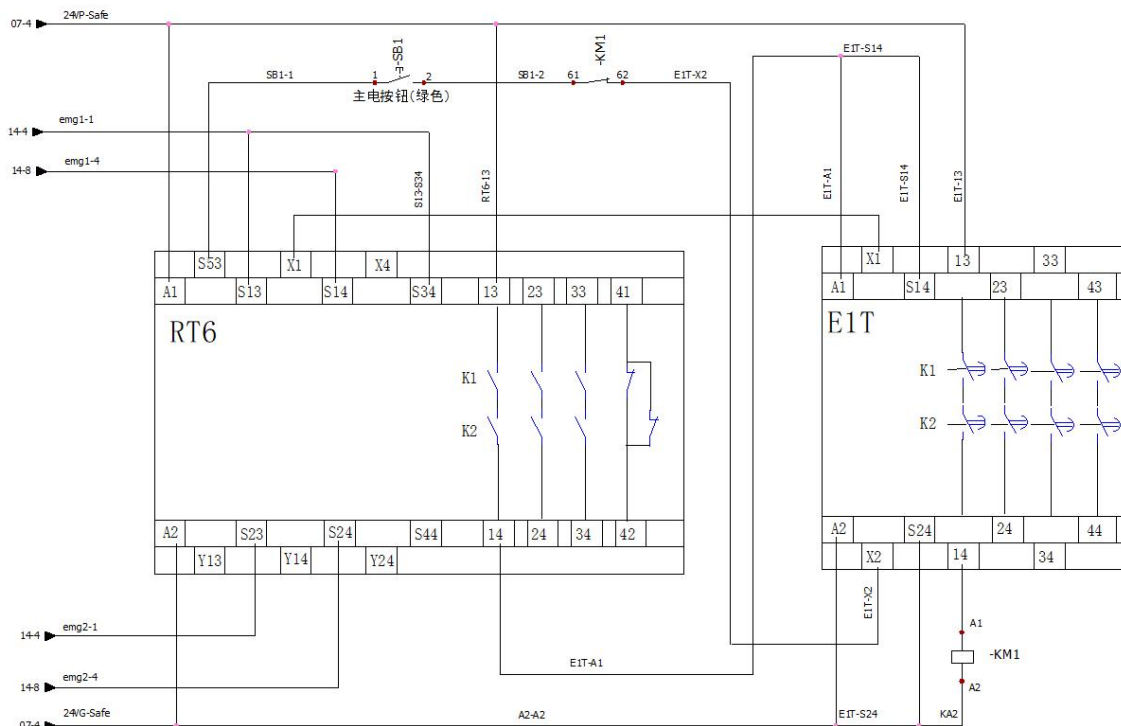 07-4 24VP-Safe
E1T-S14
-SB1
-KM1
SB1-1 1 2 SB1-2 61 62 E1T-X2
主电按钮(绿色)
14-4 emg1-1
14-8 emg1-4
S13-S34
RT6-13
E1T-A1
E1T-S14
E1T-13
S53 X1 X4
A1 S13 S14 S34 13 23 33 41
X1 13 33
A1 S14 23 43
RT6
E1T
K1
K2
K1
K2
A2 S23 S24 S44 14 24 34 42
Y13 Y14 Y24
A2 S24 24 44
X2 14 34
E1T-X2
14-4 emg2-1
A1
-KM1
14-8 emg2-4
E1T-A1
A2
07-4 24VG-Safe
A2-A2
E1T-S24
KA2